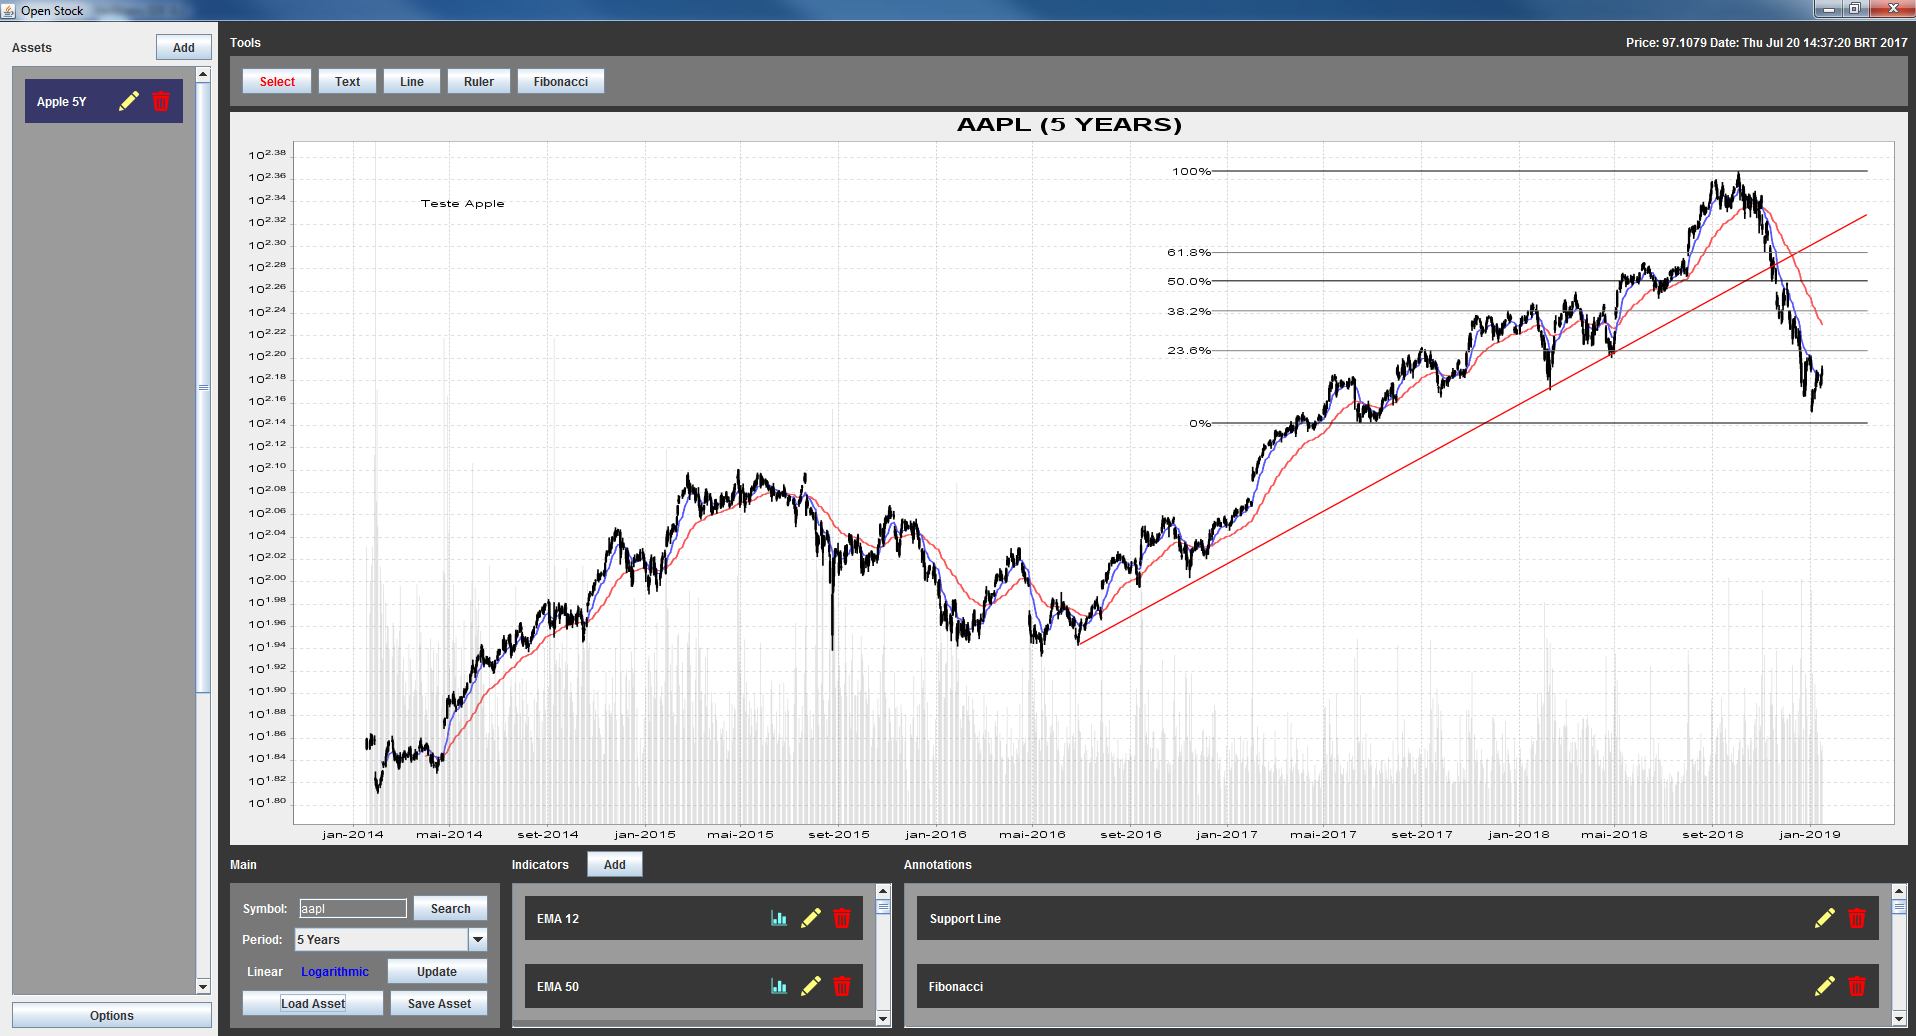 Open Stock
Assets
Add
Apple 5Y
Options
Tools
Price: 97.1079 Date: Thu Jul 20 14:37:20 BRT 2017
Select
Text
Line
Ruler
Fibonacci
AAPL (5 YEARS)
10^2.38
10^2.36
10^2.34
10^2.32
10^2.30
10^2.28
10^2.26
10^2.24
10^2.22
10^2.20
10^2.18
10^2.16
10^2.14
10^2.12
10^2.10
10^2.08
10^2.06
10^2.04
10^2.02
10^2.00
10^1.98
10^1.96
10^1.94
10^1.92
10^1.90
10^1.88
10^1.86
10^1.84
10^1.82
10^1.80
Teste Apple
100%
61.8%
50.0%
38.2%
23.6%
0%
jan-2014 mai-2014 set-2014 jan-2015 mai-2015 set-2015 jan-2016 mai-2016 set-2016 jan-2017 mai-2017 set-2017 jan-2018 mai-2018 set-2018 jan-2019
Main
Symbol: aapl Search
Period: 5 Years
Linear Logarithmic Update
Load Asset Save Asset
Indicators Add
EMA 12
EMA 50
Annotations
Support Line
Fibonacci